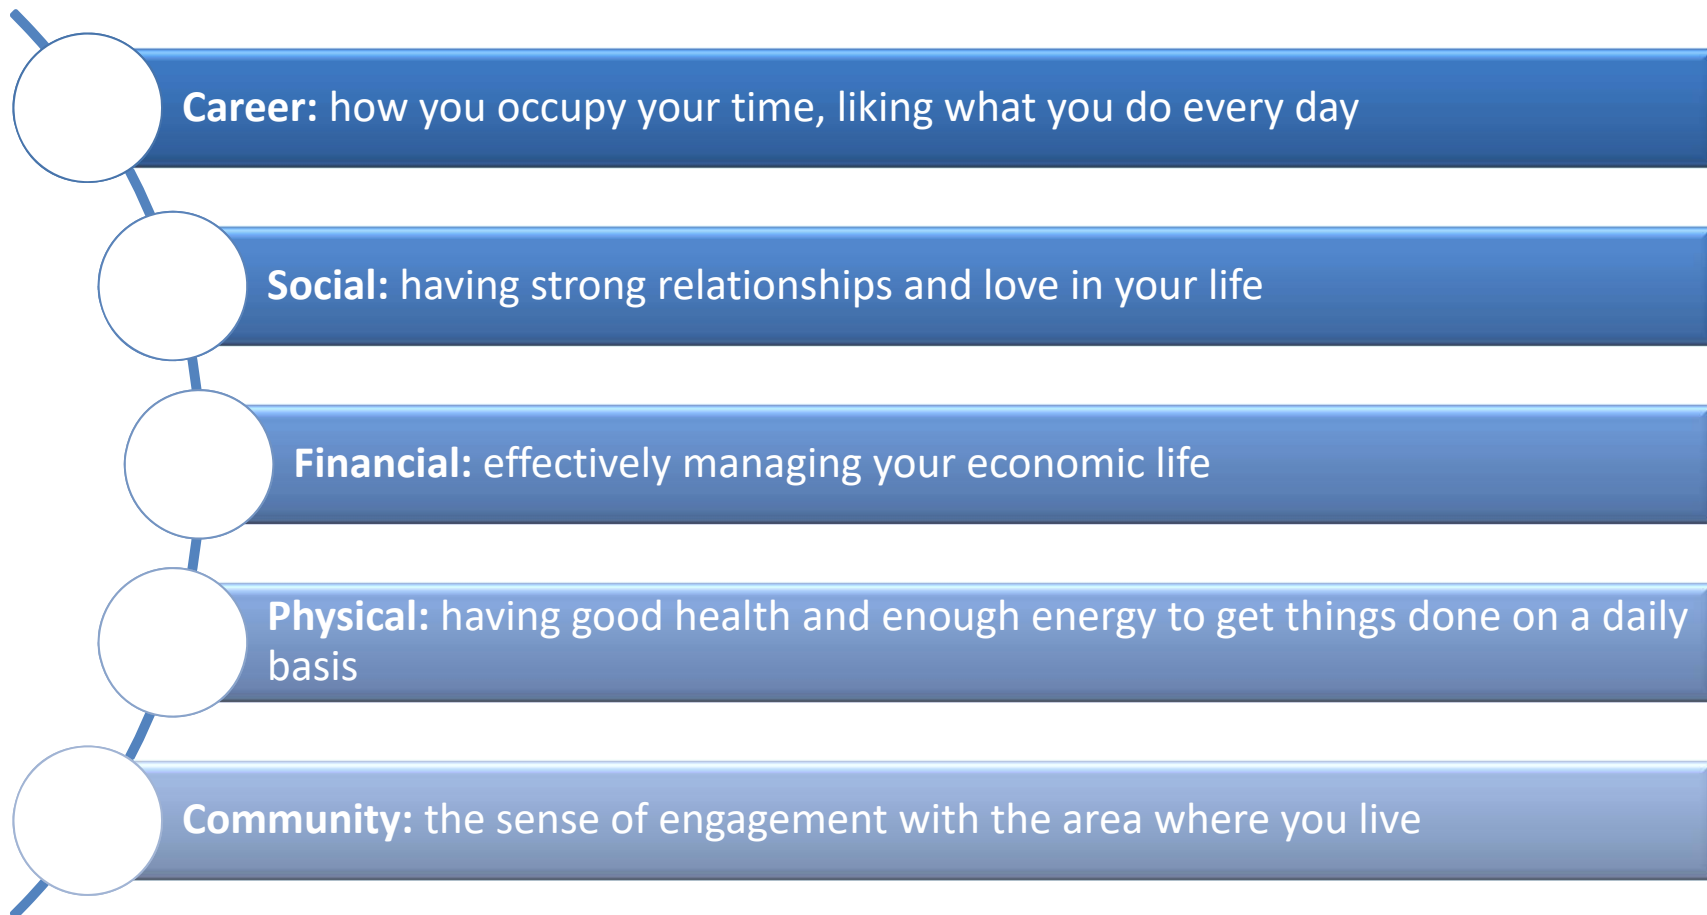 Career: how you occupy your time, liking what you do every day
Social: having strong relationships and love in your life
Financial: effectively managing your economic life
Physical: having good health and enough energy to get things done on a daily
basis
Community: the sense of engagement with the area where you live